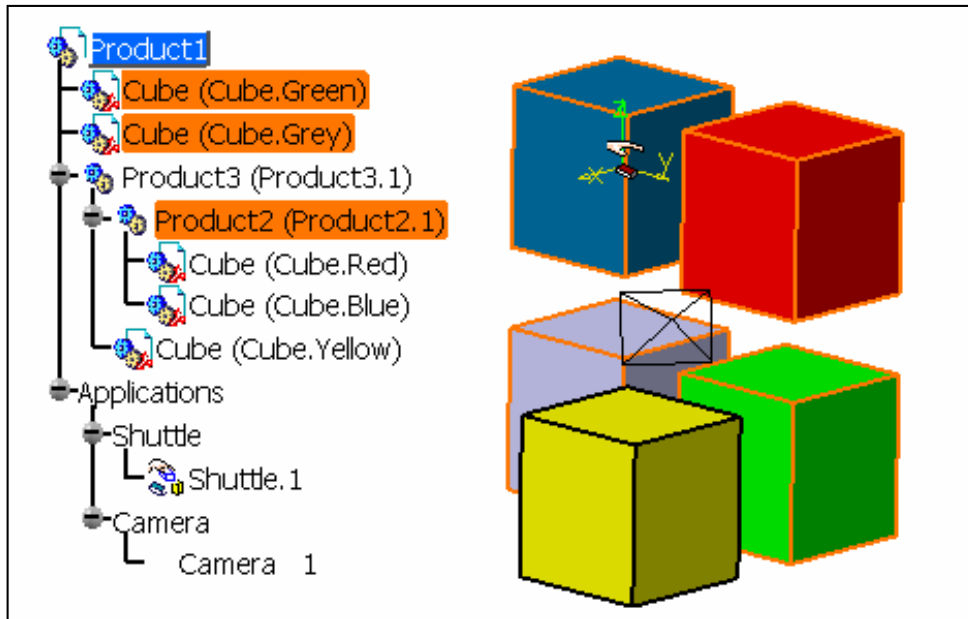 Product1
Cube (Cube.Green)
Cube (Cube.Grey)
Product3 (Product3.1)
Product2 (Product2.1)
Cube (Cube.Red)
Cube (Cube.Blue)
Cube (Cube.Yellow)
Applications
Shuttle
Shuttle.1
Camera
Camera 1
z
x
y